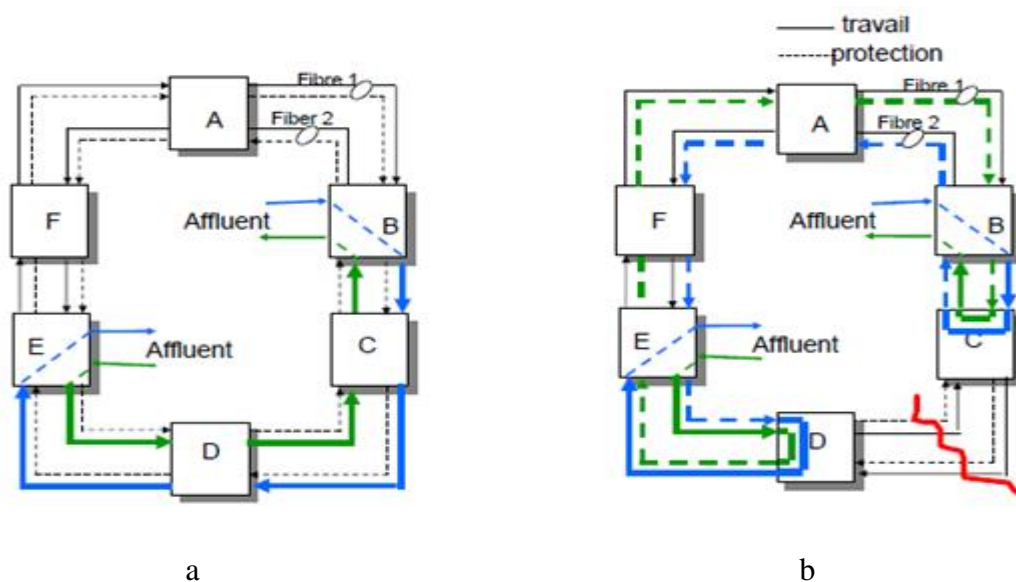 travail
protection
Fibre 1
A
Fiber 2
F
Affluent
B
E
Affluent
C
D
Fibre 1
A
Fibre 2
F
Affluent
B
E
Affluent
C
D
a
b